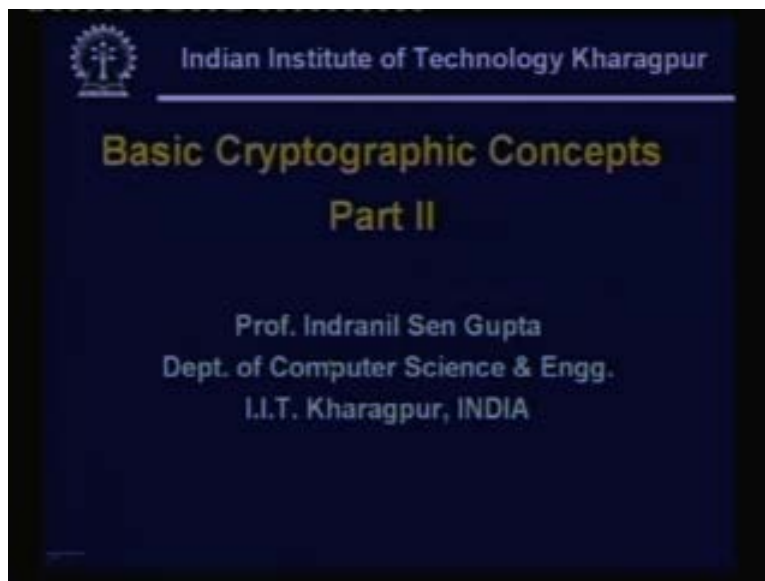 Indian Institute of Technology Kharagpur
Basic Cryptographic Concepts
Part II
Prof. Indranil Sen Gupta
Dept. of Computer Science & Engg.
I.I.T. Kharagpur, INDIA